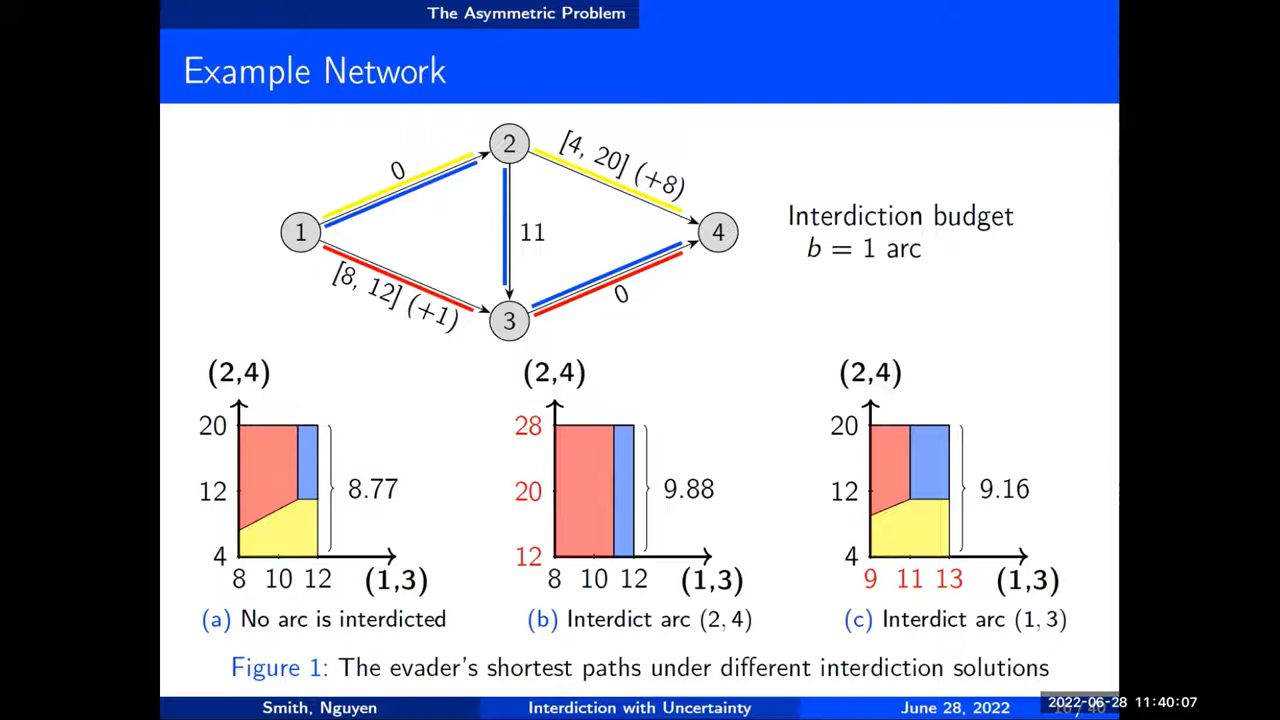 The Asymmetric Problem
Example Network
1
2
3
4
0
[4, 20] (+8)
11
[8, 12] (+1)
0
Interdiction budget
b = 1 arc
(2,4)
20
12
4
8 10 12
(1,3)
8.77
(a) No arc is interdicted
(2,4)
28
20
12
8 10 12
(1,3)
9.88
(b) Interdict arc (2, 4)
(2,4)
20
12
4
9 11 13
(1,3)
9.16
(c) Interdict arc (1, 3)
Figure 1: The evader's shortest paths under different interdiction solutions
Smith, Nguyen Interdiction with Uncertainty June 28, 2022
2022-06-28 11:40:07